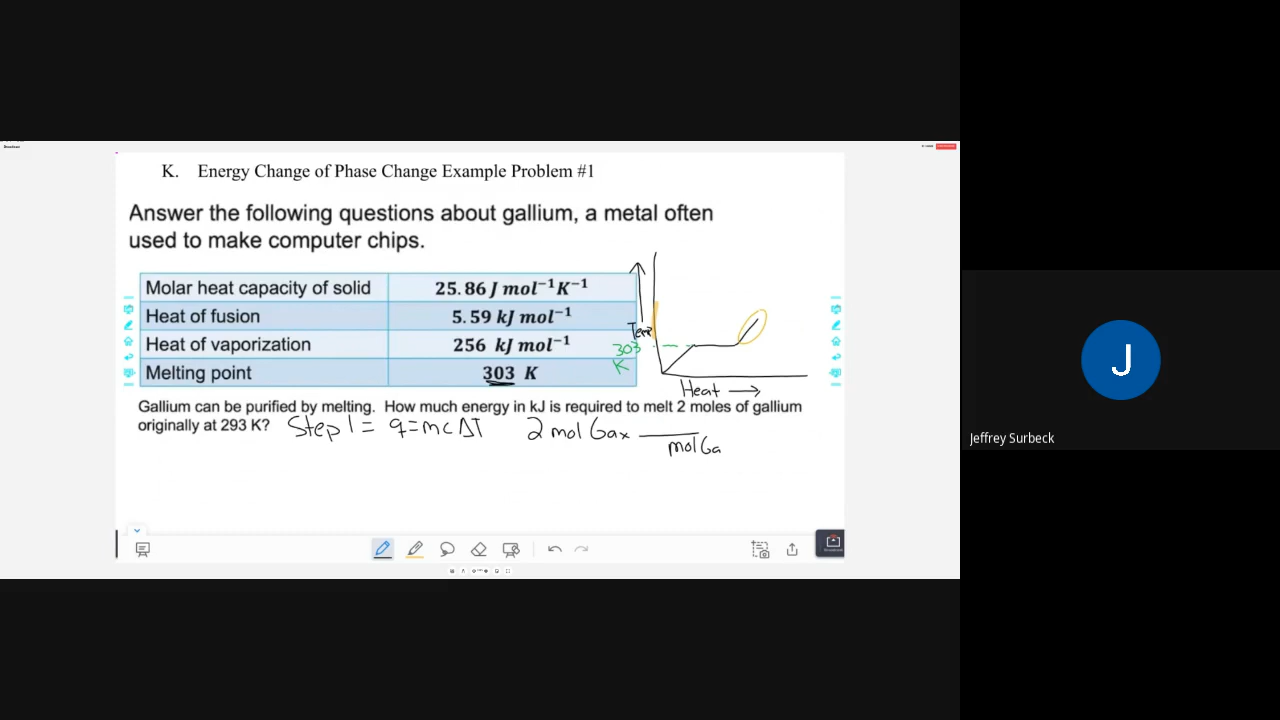 K. Energy Change of Phase Change Example Problem #1
Answer the following questions about gallium, a metal often
used to make computer chips.
Molar heat capacity of solid 25.86 J mol⁻¹K⁻¹
Heat of fusion 5.59 kJ mol⁻¹
Heat of vaporization 256 kJ mol⁻¹
Melting point 303 K
Temp
303
K
Heat →
Gallium can be purified by melting. How much energy in kJ is required to melt 2 moles of gallium
originally at 293 K? Step 1 = q=mcΔT 2 mol Ga x
mol Ga
J
Jeffrey Surbeck